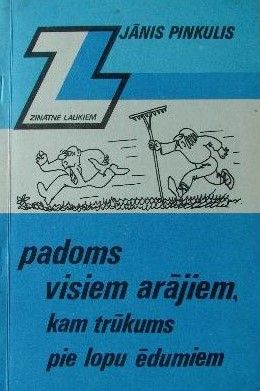 JĀNIS PINKULIS
Z
ZINĀTNE LAUKIEM
padoms
visiem arājiem,
kam trūkums
pie lopu ēdumiem